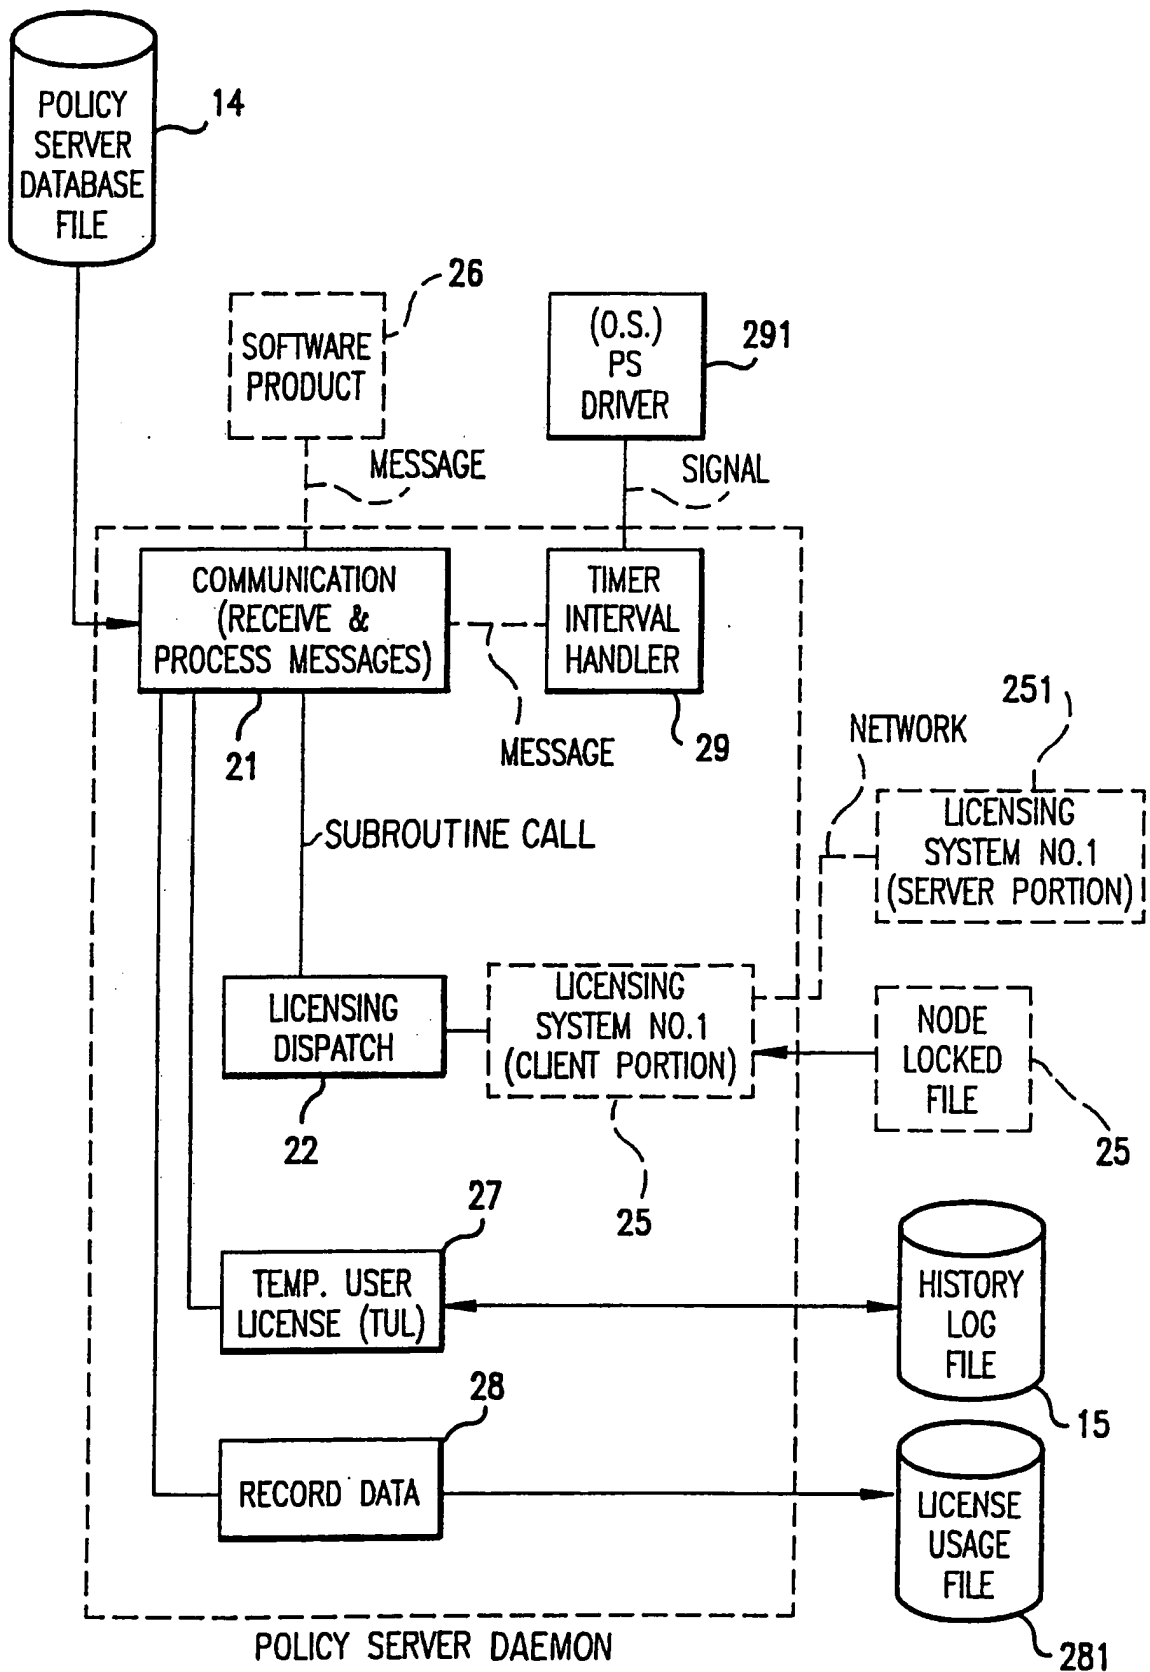 POLICY
SERVER
DATABASE
FILE
14
SOFTWARE
PRODUCT
26
(O.S.)
PS
DRIVER
291
MESSAGE
SIGNAL
COMMUNICATION
(RECEIVE &
PROCESS MESSAGES)
21
TIMER
INTERVAL
HANDLER
29
MESSAGE
NETWORK
251
LICENSING
SYSTEM NO.1
(SERVER PORTION)
SUBROUTINE CALL
LICENSING
DISPATCH
22
LICENSING
SYSTEM NO.1
(CLIENT PORTION)
25
NODE
LOCKED
FILE
25
27
TEMP. USER
LICENSE (TUL)
HISTORY
LOG
FILE
15
28
RECORD DATA
LICENSE
USAGE
FILE
281
POLICY SERVER DAEMON